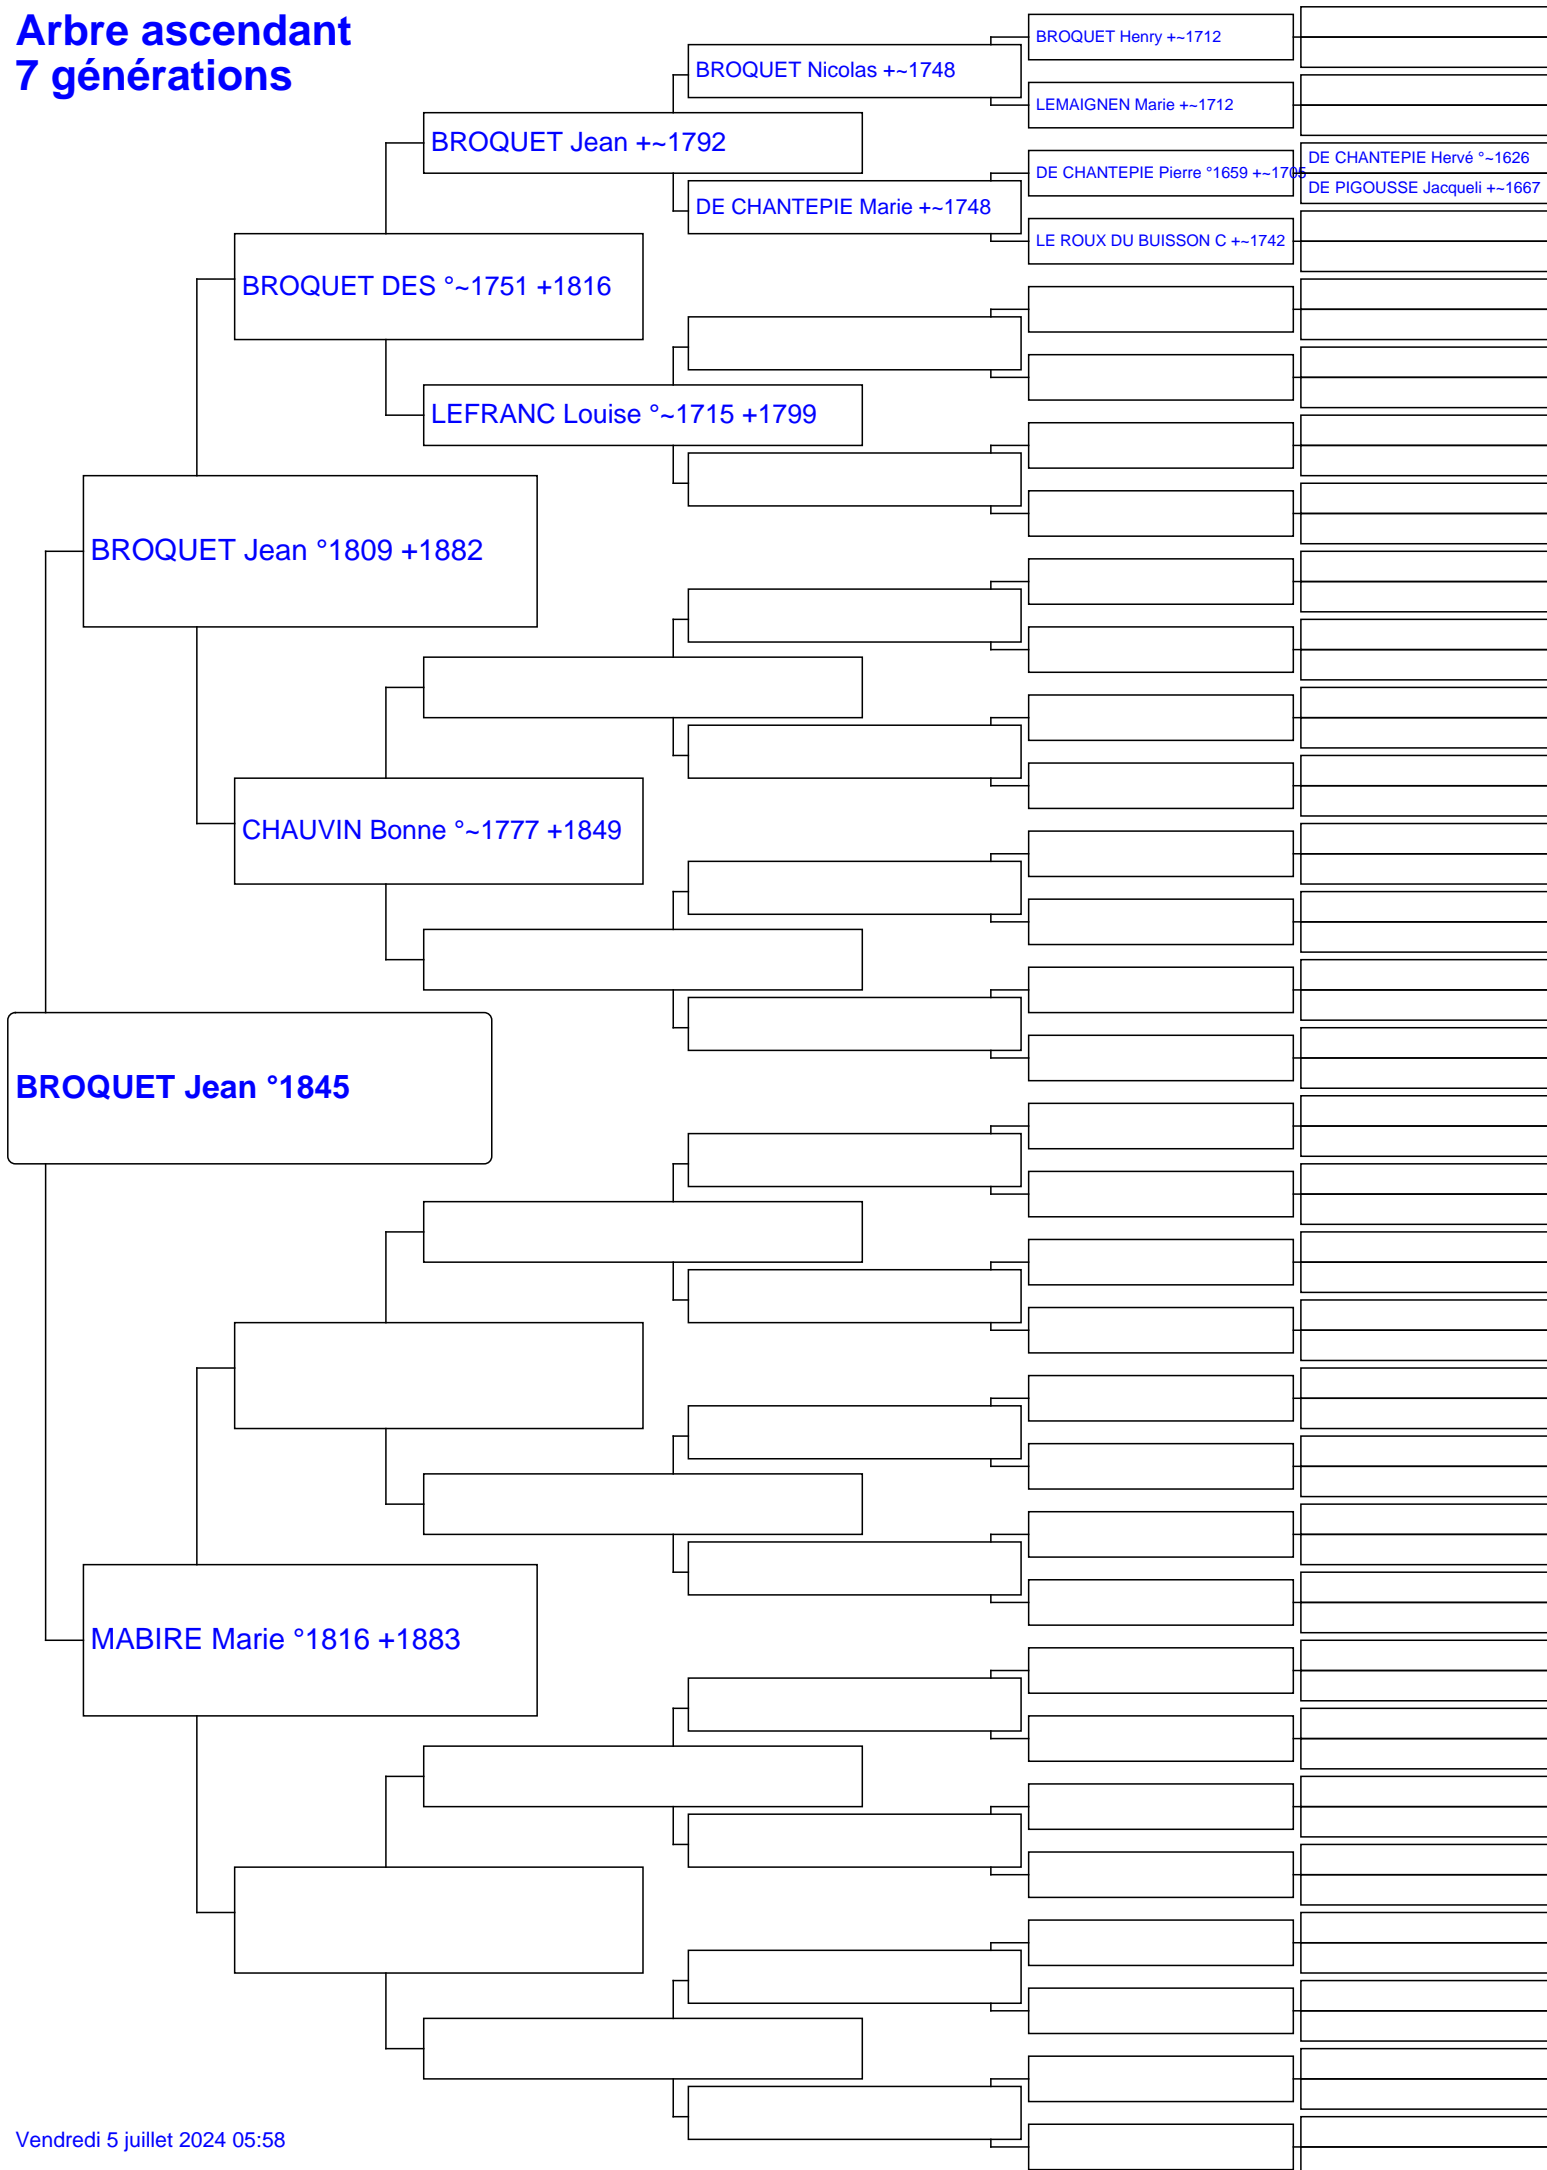 Arbre ascendant
7 générations
BROQUET Henry +~1712
BROQUET Nicolas +~1748
LEMAIGNEN Marie +~1712
BROQUET Jean +~1792
DE CHANTEPIE Hervé °~1626
DE CHANTEPIE Pierre °1659 +~1705
DE PIGOUSSE Jacqueli +~1667
DE CHANTEPIE Marie +~1748
LE ROUX DU BUISSON C +~1742
BROQUET DES °~1751 +1816
LEFRANC Louise °~1715 +1799
BROQUET Jean °1809 +1882
CHAUVIN Bonne °~1777 +1849
BROQUET Jean °1845
MABIRE Marie °1816 +1883
Vendredi 5 juillet 2024 05:58